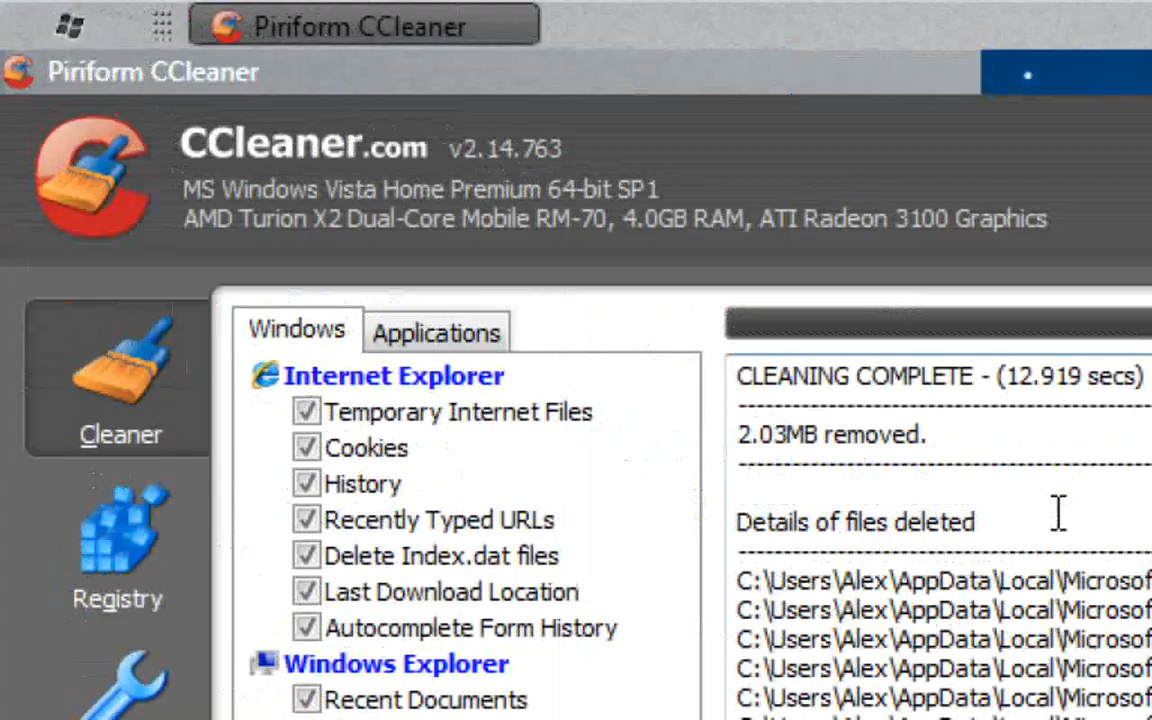 Piriform CCleaner
Piriform CCleaner
CCleaner.com v2.14.763
MS Windows Vista Home Premium 64-bit SP1
AMD Turion X2 Dual-Core Mobile RM-70, 4.0GB RAM, ATI Radeon 3100 Graphics
Cleaner
Registry
Windows
Applications
Internet Explorer
Temporary Internet Files
Cookies
History
Recently Typed URLs
Delete Index.dat files
Last Download Location
Autocomplete Form History
Windows Explorer
Recent Documents
CLEANING COMPLETE - (12.919 secs)
--------------------------------------------
2.03MB removed.
--------------------------------------------
Details of files deleted
--------------------------------------------
C:\Users\Alex\AppData\Local\Microsof
C:\Users\Alex\AppData\Local\Microsof
C:\Users\Alex\AppData\Local\Microsof
C:\Users\Alex\AppData\Local\Microsof
C:\Users\Alex\AppData\Local\Microsof